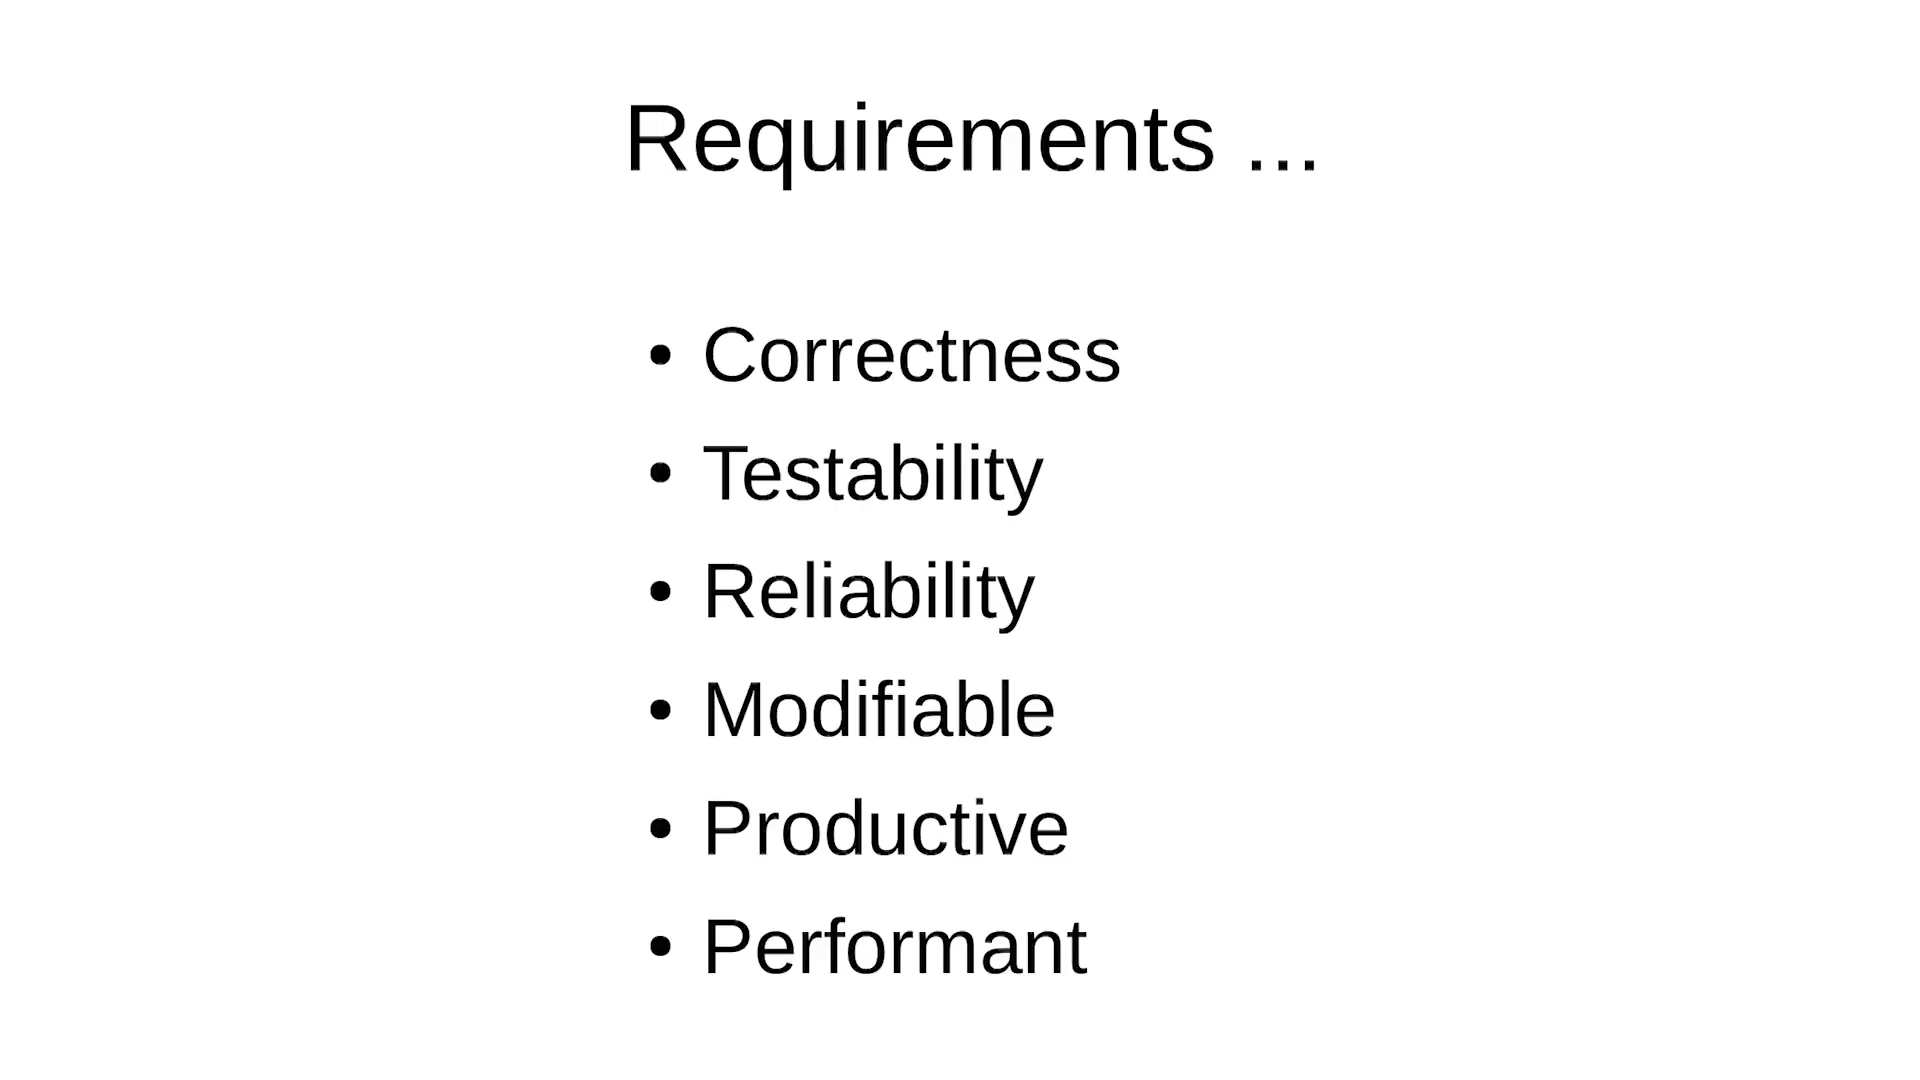 Requirements ...
• Correctness
• Testability
• Reliability
• Modifiable
• Productive
• Performant